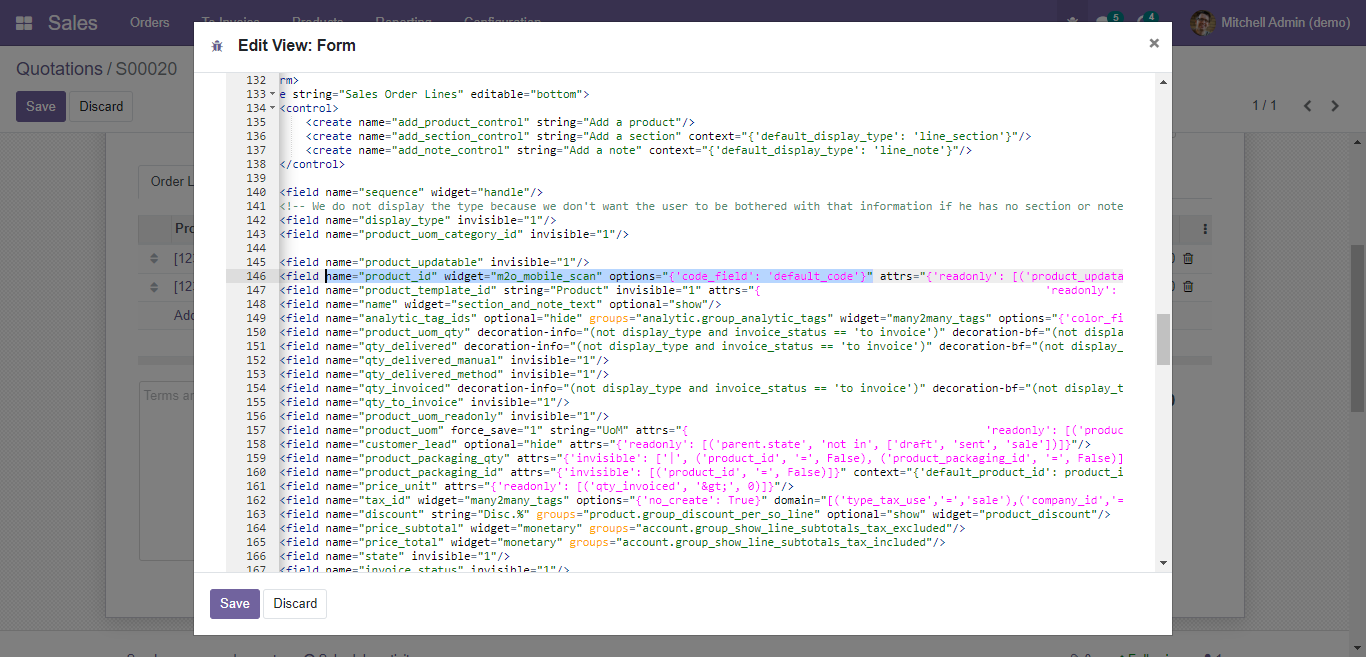 Sales
Orders
To Invoice
Products
Reporting
Configuration
5
4
Mitchell Admin (demo)
Edit View: Form
×
Quotations / S00020
Save
Discard
1 / 1
Order L
Pro
[12
[12
Add
Terms ar
132 rm>
133 e string="Sales Order Lines" editable="bottom">
134 <control>
135 <create name="add_product_control" string="Add a product"/>
136 <create name="add_section_control" string="Add a section" context="{'default_display_type': 'line_section'}"/>
137 <create name="add_note_control" string="Add a note" context="{'default_display_type': 'line_note'}"/>
138 </control>
139
140 <field name="sequence" widget="handle"/>
141 <!-- We do not display the type because we don't want the user to be bothered with that information if he has no section or note
142 <field name="display_type" invisible="1"/>
143 <field name="product_uom_category_id" invisible="1"/>
144
145 <field name="product_updatable" invisible="1"/>
146 <field name="product_id" widget="m2o_mobile_scan" options="{'code_field': 'default_code'}" attrs="{'readonly': [('product_updata
147 <field name="product_template_id" string="Product" invisible="1" attrs="{ 'readonly':
148 <field name="name" widget="section_and_note_text" optional="show"/>
149 <field name="analytic_tag_ids" optional="hide" groups="analytic.group_analytic_tags" widget="many2many_tags" options="{'color_fi
150 <field name="product_uom_qty" decoration-info="(not display_type and invoice_status == 'to invoice')" decoration-bf="(not displa
151 <field name="qty_delivered" decoration-info="(not display_type and invoice_status == 'to invoice')" decoration-bf="(not display_
152 <field name="qty_delivered_manual" invisible="1"/>
153 <field name="qty_delivered_method" invisible="1"/>
154 <field name="qty_invoiced" decoration-info="(not display_type and invoice_status == 'to invoice')" decoration-bf="(not display_t
155 <field name="qty_to_invoice" invisible="1"/>
156 <field name="product_uom_readonly" invisible="1"/>
157 <field name="product_uom" force_save="1" string="UoM" attrs="{ 'readonly': [('produc
158 <field name="customer_lead" optional="hide" attrs="{'readonly': [('parent.state', 'not in', ['draft', 'sent', 'sale'])]}"/>
159 <field name="product_packaging_qty" attrs="{'invisible': ['|', ('product_id', '=', False), ('product_packaging_id', '=', False)]
160 <field name="product_packaging_id" attrs="{'invisible': [('product_id', '=', False)]}" context="{'default_product_id': product_i
161 <field name="price_unit" attrs="{'readonly': [('qty_invoiced', '&gt;', 0)]}"/>
162 <field name="tax_id" widget="many2many_tags" options="{'no_create': True}" domain="[('type_tax_use','=','sale'),('company_id','=
163 <field name="discount" string="Disc.%" groups="product.group_discount_per_so_line" optional="show" widget="product_discount"/>
164 <field name="price_subtotal" widget="monetary" groups="account.group_show_line_subtotals_tax_excluded"/>
165 <field name="price_total" widget="monetary" groups="account.group_show_line_subtotals_tax_included"/>
166 <field name="state" invisible="1"/>
167 <field name="invoice_status" invisible="1"/>
Save
Discard